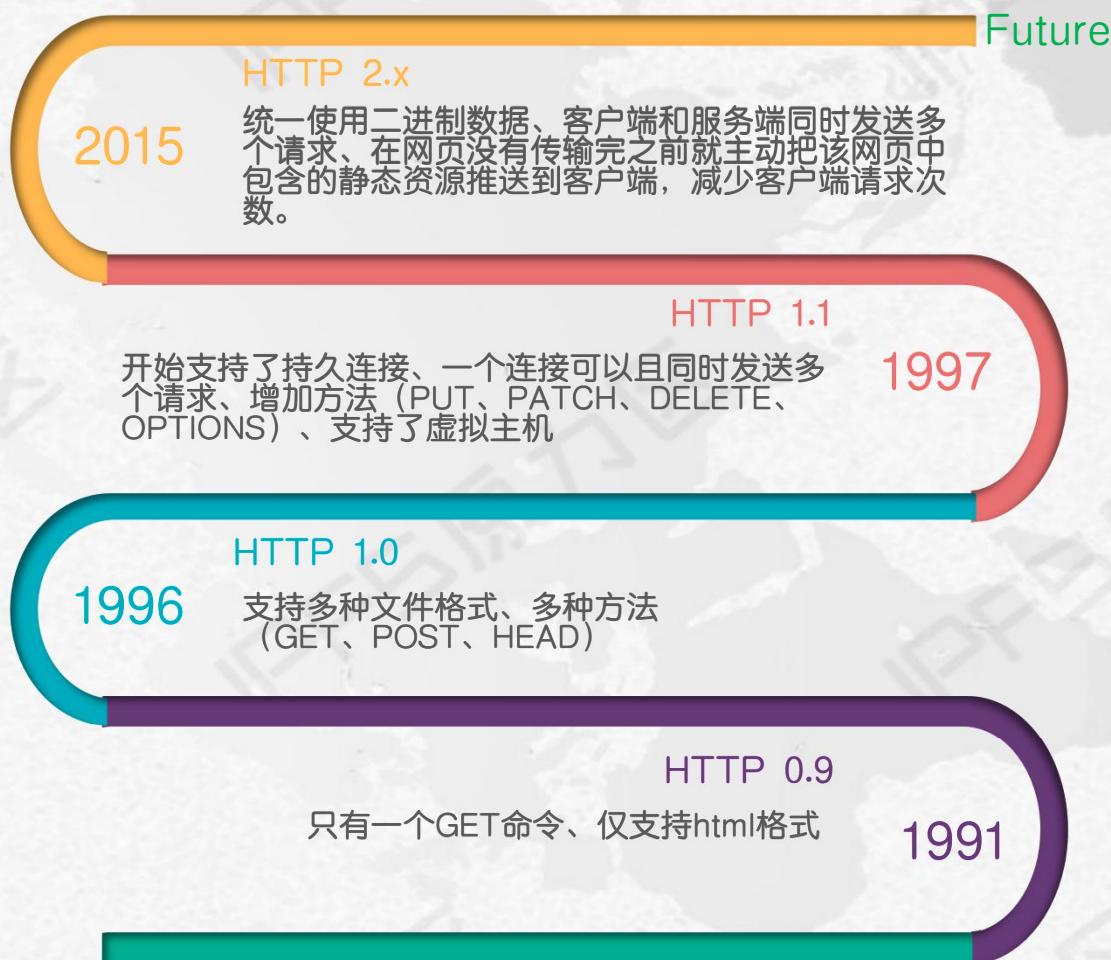 Future
HTTP 2.x
2015
统一使用二进制数据、客户端和服务端同时发送多
个请求、在网页没有传输完之前就主动把该网页中
包含的静态资源推送到客户端，减少客户端请求次
数。
HTTP 1.1
1997
开始支持了持久连接、一个连接可以且同时发送多
个请求、增加方法（PUT、PATCH、DELETE、
OPTIONS）、支持了虚拟主机
HTTP 1.0
1996
支持多种文件格式、多种方法
（GET、POST、HEAD）
HTTP 0.9
只有一个GET命令、仅支持html格式
1991
IPFS原力区